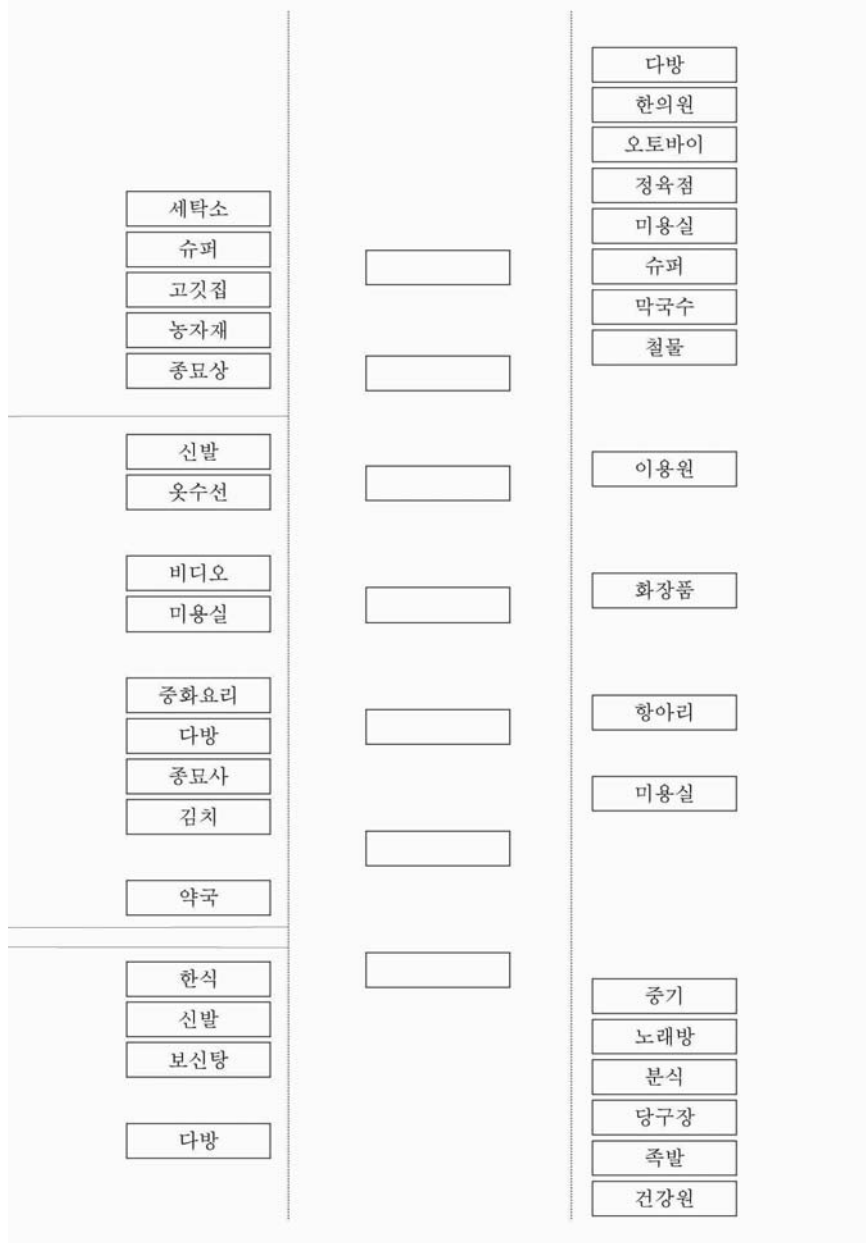 세탁소
슈퍼
고깃집
농자재
종묘상
신발
옷수선
비디오
미용실
중화요리
다방
종묘사
김치
약국
한식
신발
보신탕
다방
다방
한의원
오토바이
정육점
미용실
슈퍼
막국수
철물
이용원
화장품
항아리
미용실
중기
노래방
분식
당구장
족발
건강원